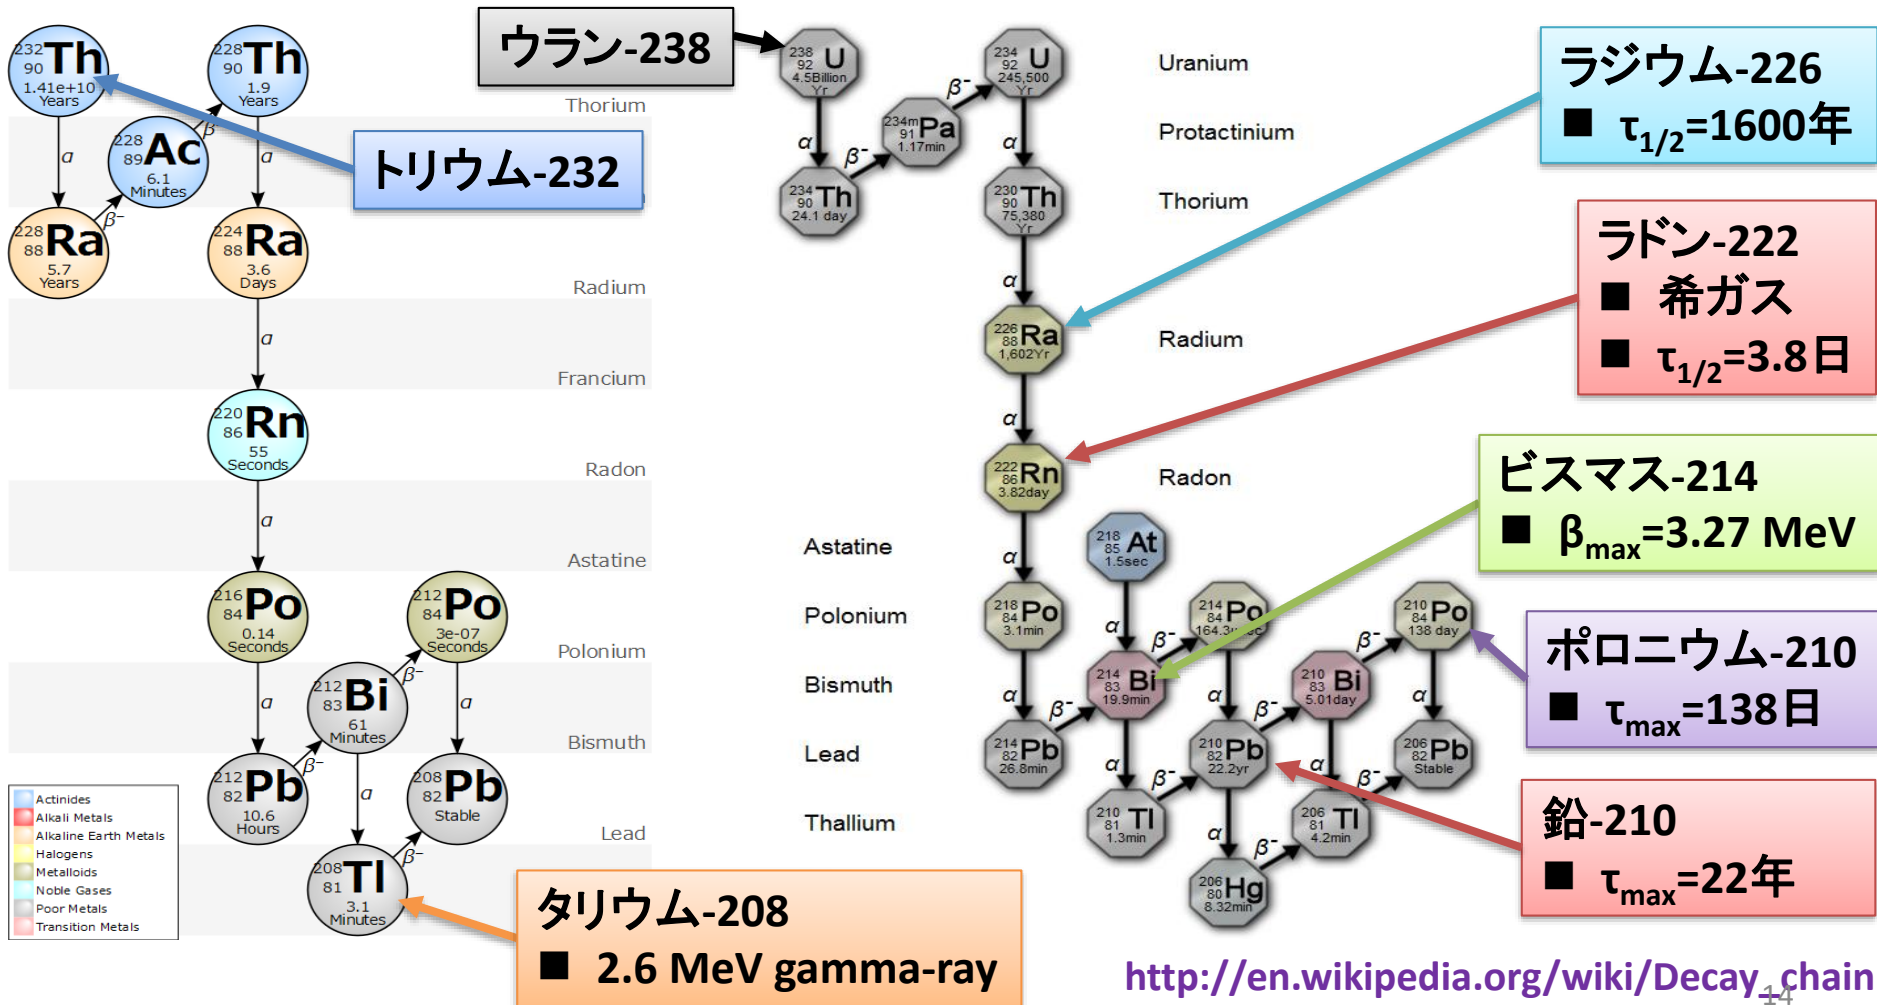 232
90 Th
1.41e+10
Years
228
90 Th
1.9
Years
Thorium
α
228
89 Ac
6.1
Minutes
β
α
トリウム-232
228
88 Ra
5.7
Years
β−
224
88 Ra
3.6
Days
Radium
α
Francium
220
86 Rn
55
Seconds
Radon
α
Astatine
216
84 Po
0.14
Seconds
212
84 Po
3e-07
Seconds
Polonium
α
212
83 Bi
61
Minutes
β−
α
Bismuth
212
82 Pb
10.6
Hours
β−
α
208
82 Pb
Stable
Lead
208
81 Tl
3.1
Minutes
β−
Actinides
Alkali Metals
Alkaline Earth Metals
Halogens
Metalloids
Noble Gases
Poor Metals
Transition Metals
タリウム-208
■ 2.6 MeV gamma-ray
ウラン-238
238
92 U
4.5Billion
Yr
234
92 U
245,500
Yr
Uranium
α
β-
234m
91 Pa
1.17min
β-
α
Protactinium
234
90 Th
24.1 day
230
90 Th
75,380
Yr
Thorium
α
226
88 Ra
1,602Yr
Radium
α
222
86 Rn
3.82day
Radon
α
Astatine
218
85 At
1.5sec
Polonium
218
84 Po
3.1min
α
214
84 Po
164.3
210
84 Po
138 day
Bismuth
α
β-
214
83 Bi
19.9min
β-
α
β-
210
83 Bi
5.01day
β-
α
Lead
214
82 Pb
26.8min
α
β-
210
82 Pb
22.2yr
α
β-
206
82 Pb
Stable
Thallium
210
81 Tl
1.3min
α
β-
206
81 Tl
4.2min
206
80 Hg
8.32min
ラジウム-226
■ τ1/2=1600年
ラドン-222
■ 希ガス
■ τ1/2=3.8日
ビスマス-214
■ βmax=3.27 MeV
ポロニウム-210
■ τmax=138日
鉛-210
■ τmax=22年
http://en.wikipedia.org/wiki/Decay_chain
14